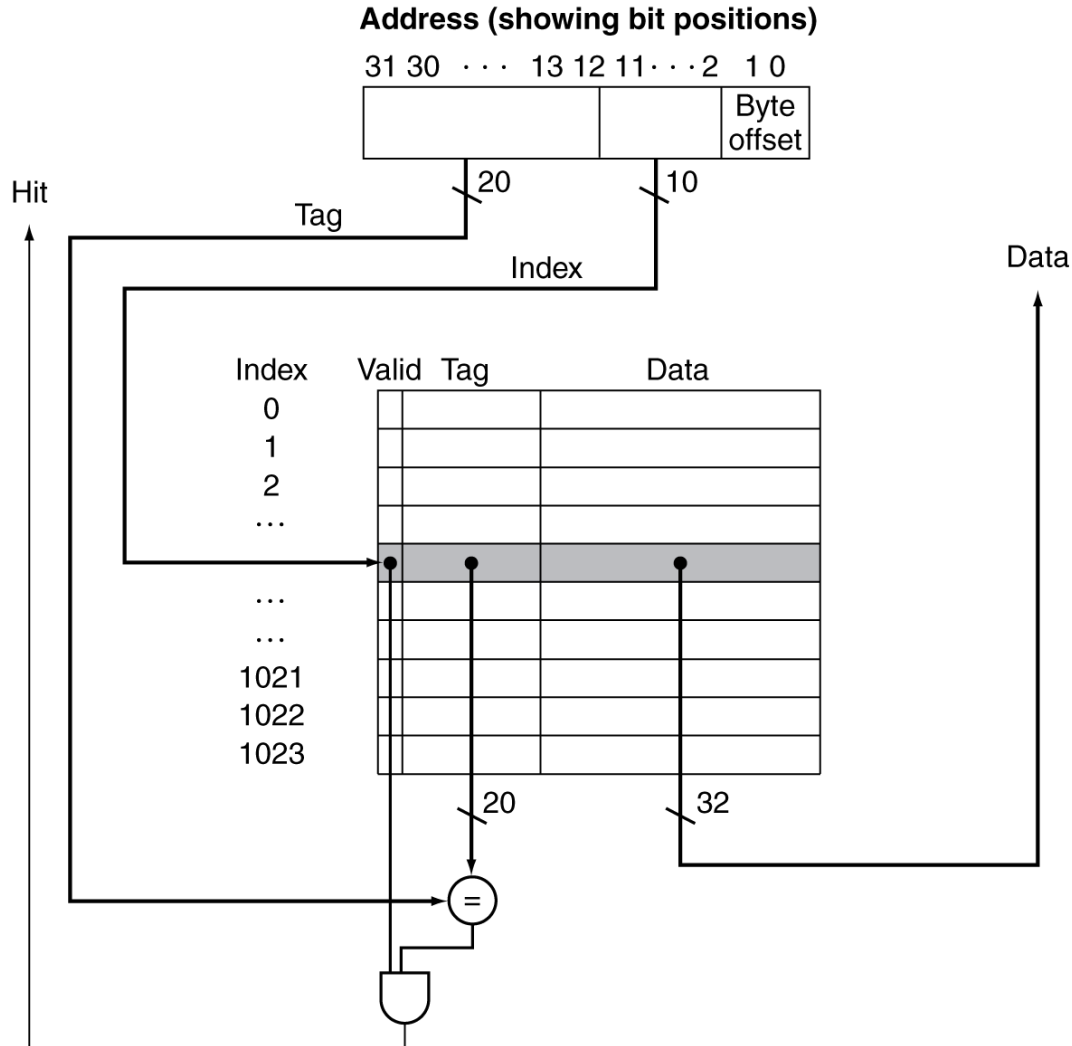 Address (showing bit positions)
31 30 · · · 13 12 11 · · · 2 1 0
Byte
offset
20
10
Hit
Tag
Index
Data
Index Valid Tag Data
0
1
2
...
...
...
1021
1022
1023
20
32
=